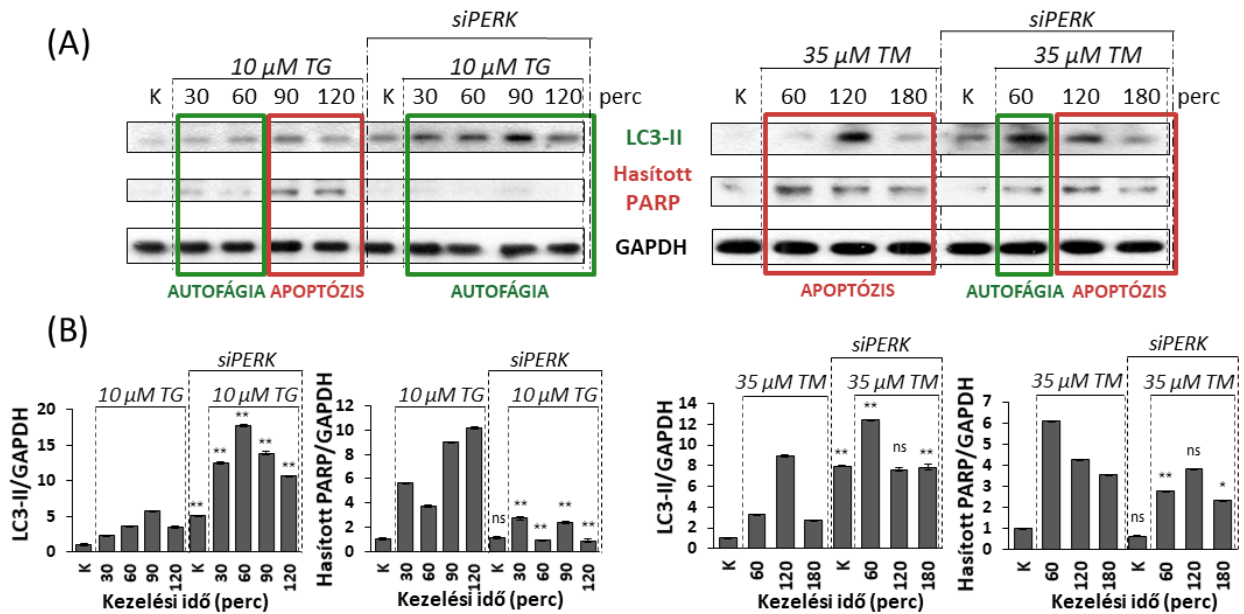 (A)
siPERK
10 µM TG
10 µM TG
K 30 60 90 120 K 30 60 90 120 perc
siPERK
35 µM TM
35 µM TM
K 60 120 180 K 60 120 180 perc
LC3-II
Hasított
PARP
GAPDH
AUTOFÁGIA APOPTÓZIS AUTOFÁGIA
APOPTÓZIS AUTOFÁGIA APOPTÓZIS
(B)
siPERK
10 µM TG
10 µM TG
LC3-II/GAPDH
20
15
10
5
0
** ** ** ** **
K 30 60 90 120 K 30 60 90 120
Kezelési idő (perc)
siPERK
10 µM TG
10 µM TG
Hasított PARP/GAPDH
12
10
8
6
4
2
0
ns ** ** ** **
K 30 60 90 120 K 30 60 90 120
Kezelési idő (perc)
siPERK
35 µM TM
35 µM TM
LC3-II/GAPDH
14
12
10
8
6
4
2
0
** ** ns **
K 60 120 180 K 60 120 180
Kezelési idő (perc)
siPERK
35 µM TM
35 µM TM
Hasított PARP/GAPDH
7
6
5
4
3
2
1
0
ns ** ns *
K 60 120 180 K 60 120 180
Kezelési idő (perc)